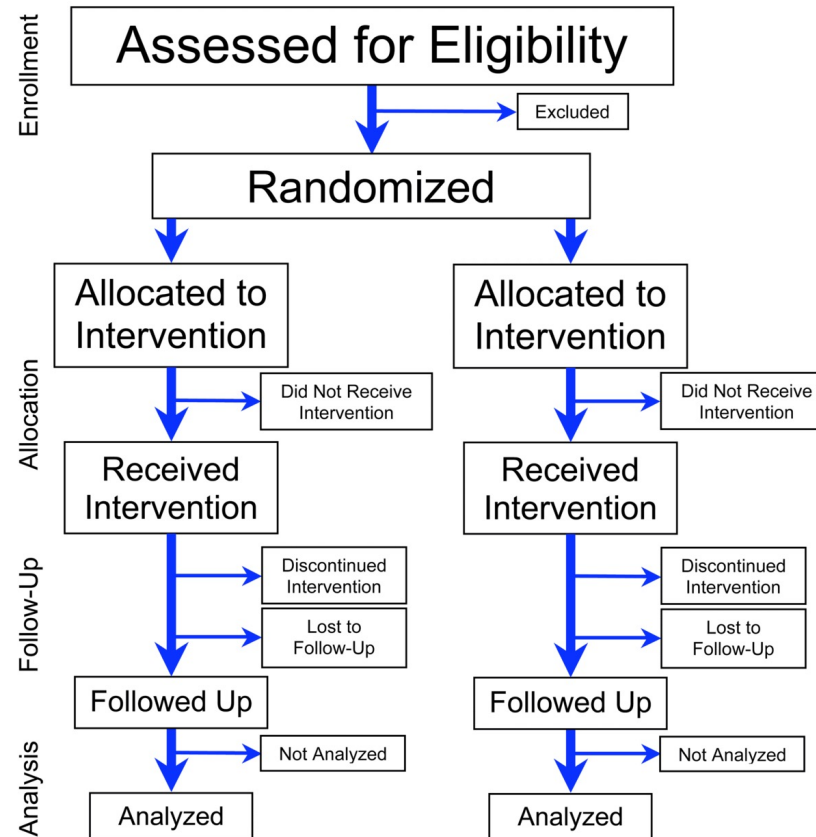 Enrollment
Assessed for Eligibility
Excluded
Randomized
Allocated to
Intervention
Allocated to
Intervention
Allocation
Did Not Receive
Intervention
Did Not Receive
Intervention
Received
Intervention
Received
Intervention
Follow-Up
Discontinued
Intervention
Discontinued
Intervention
Lost to
Follow-Up
Lost to
Follow-Up
Followed Up
Followed Up
Analysis
Not Analyzed
Not Analyzed
Analyzed
Analyzed